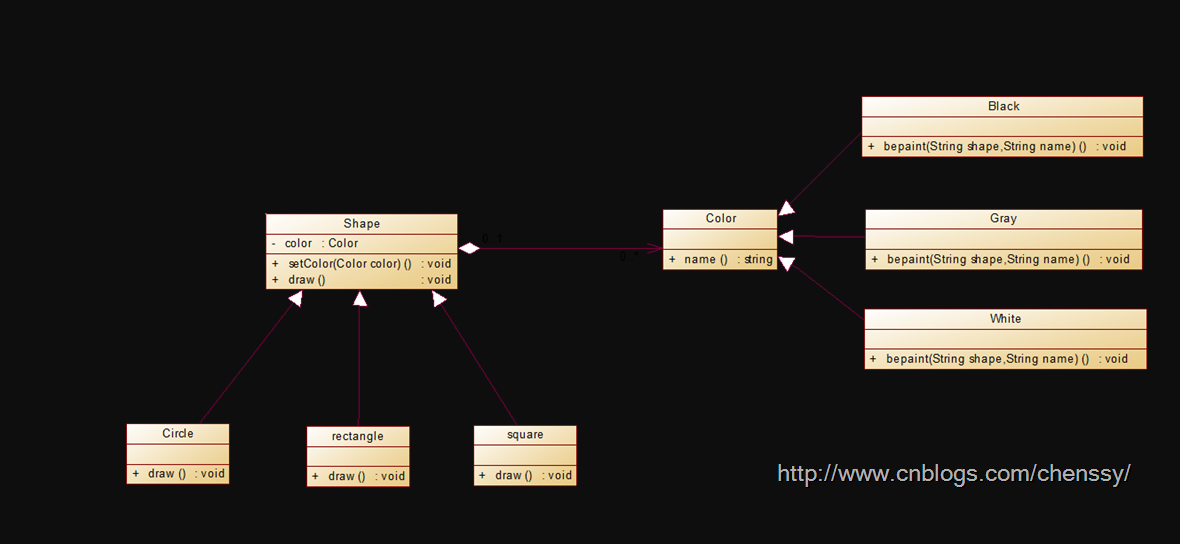 Black
+ bepaint(String shape,String name) () : void
Shape
- color : Color
+ setColor(Color color) () : void
+ draw () : void
0..1
0..*
Color
+ name () : string
Gray
+ bepaint(String shape,String name) () : void
White
+ bepaint(String shape,String name) () : void
Circle
+ draw () : void
rectangle
+ draw () : void
square
+ draw () : void
http://www.cnblogs.com/chenssy/